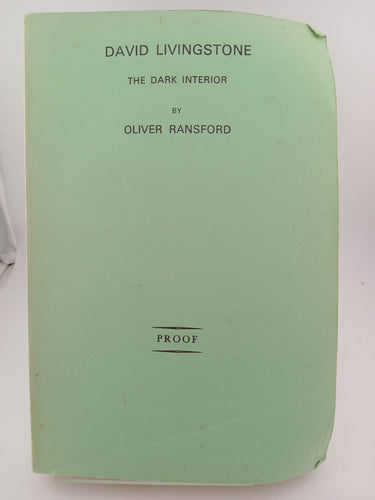 DAVID LIVINGSTONE
THE DARK INTERIOR
BY
OLIVER RANSFORD
PROOF